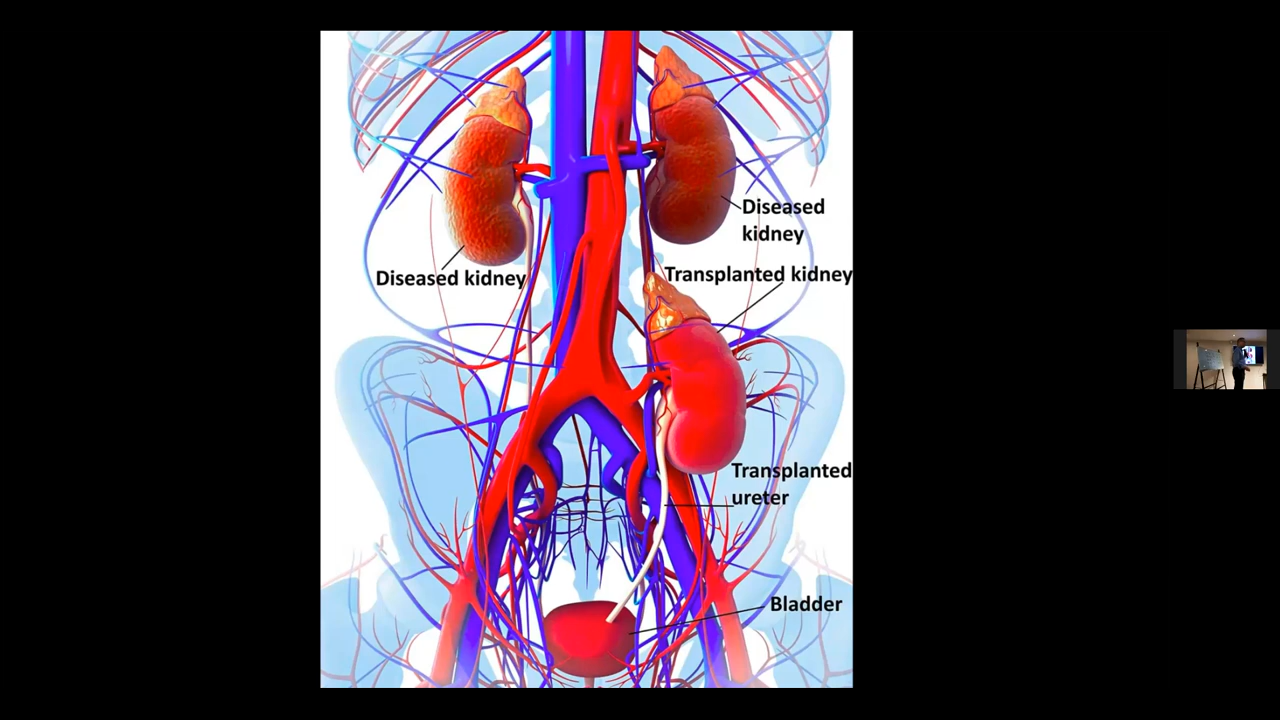 Diseased
kidney
Diseased kidney
Transplanted kidney
Transplanted
ureter
Bladder